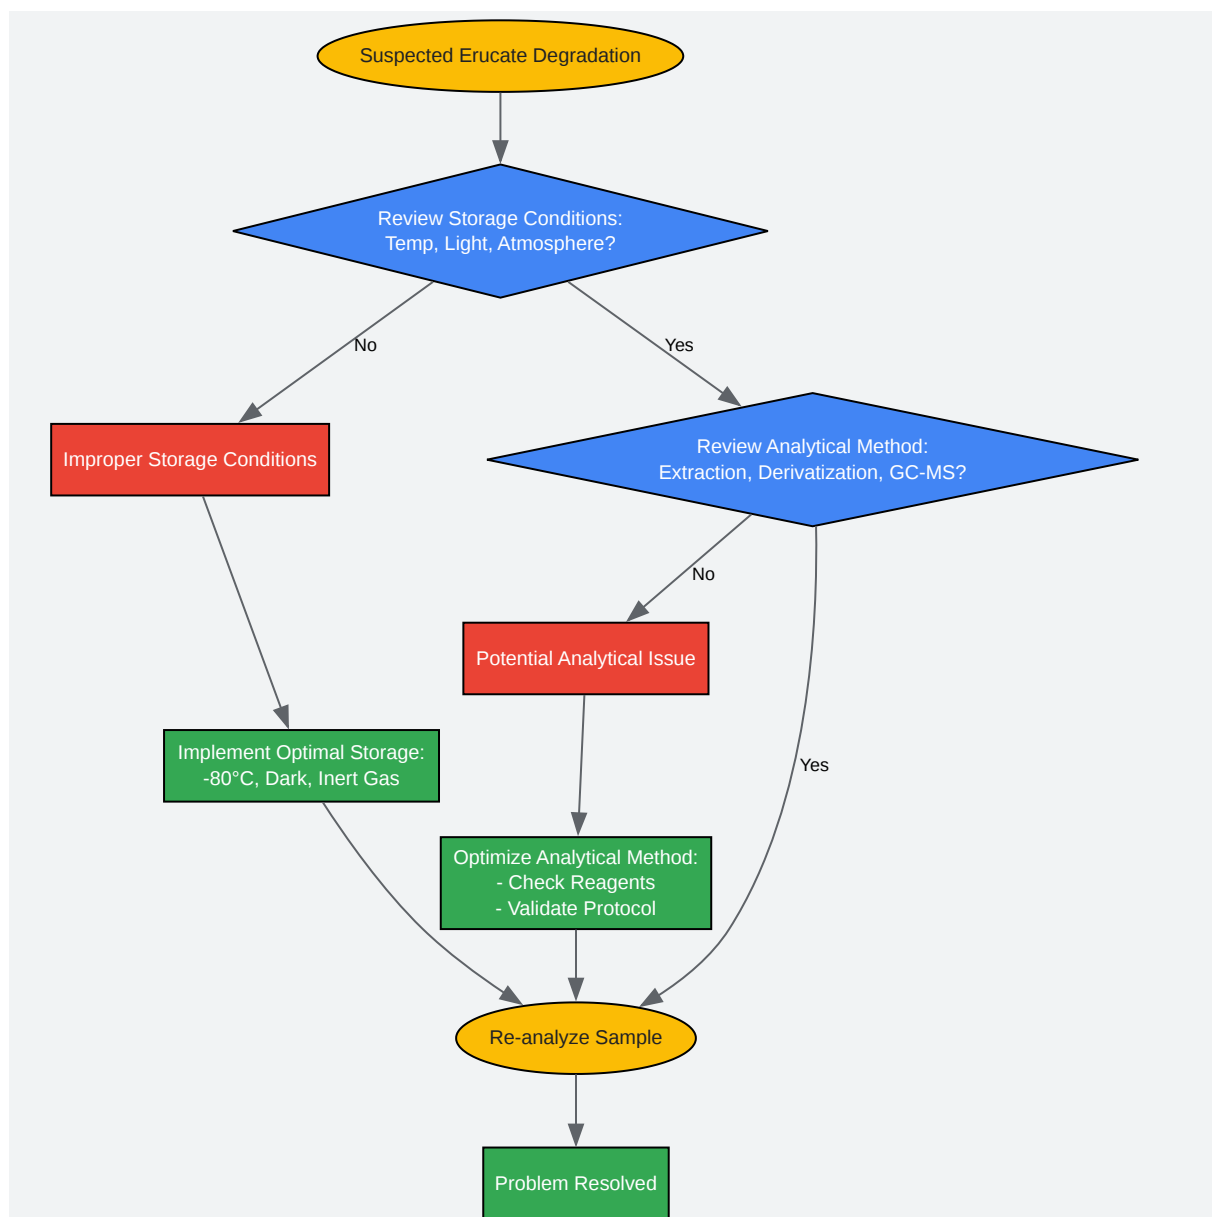 Suspected Erucate Degradation
Review Storage Conditions:
Temp, Light, Atmosphere?
No
Yes
Improper Storage Conditions
Review Analytical Method:
Extraction, Derivatization, GC-MS?
No
Potential Analytical Issue
Implement Optimal Storage:
-80°C, Dark, Inert Gas
Yes
Optimize Analytical Method:
- Check Reagents
- Validate Protocol
Re-analyze Sample
Problem Resolved